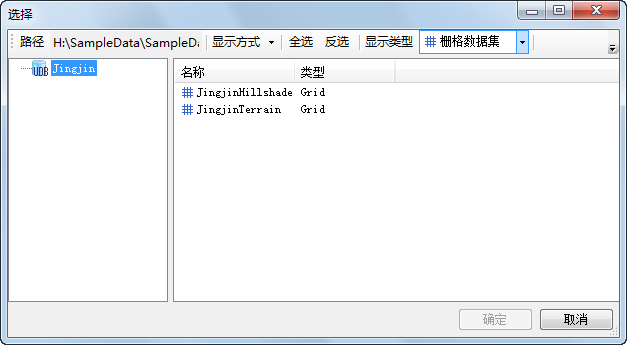 选择
路径 H:\SampleData\SampleDa 显示方式 全选 反选 显示类型 栅格数据集
UDB Jingjin
名称 类型
JingjinHillshade Grid
JingjinTerrain Grid
确定 取消